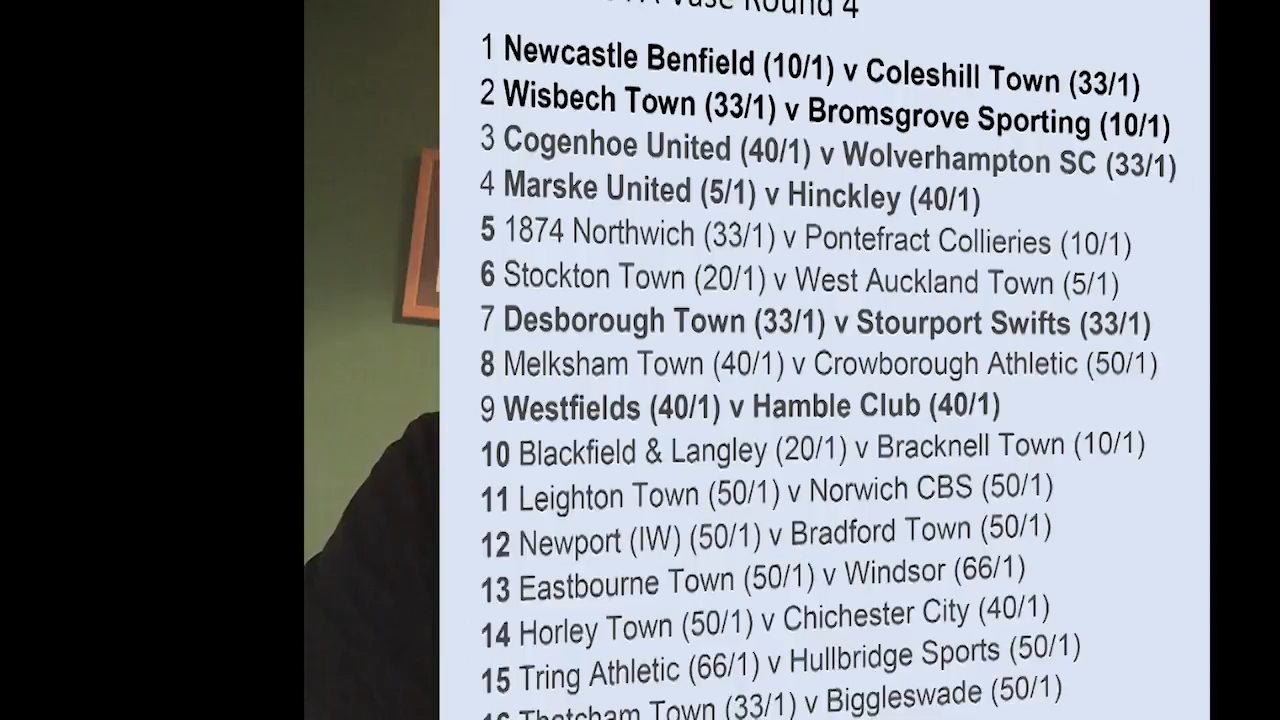 Vase Round 4
1 Newcastle Benfield (10/1) v Coleshill Town (33/1)
2 Wisbech Town (33/1) v Bromsgrove Sporting (10/1)
3 Cogenhoe United (40/1) v Wolverhampton SC (33/1)
4 Marske United (5/1) v Hinckley (40/1)
5 1874 Northwich (33/1) v Pontefract Collieries (10/1)
6 Stockton Town (20/1) v West Auckland Town (5/1)
7 Desborough Town (33/1) v Stourport Swifts (33/1)
8 Melksham Town (40/1) v Crowborough Athletic (50/1)
9 Westfields (40/1) v Hamble Club (40/1)
10 Blackfield & Langley (20/1) v Bracknell Town (10/1)
11 Leighton Town (50/1) v Norwich CBS (50/1)
12 Newport (IW) (50/1) v Bradford Town (50/1)
13 Eastbourne Town (50/1) v Windsor (66/1)
14 Horley Town (50/1) v Chichester City (40/1)
15 Tring Athletic (66/1) v Hullbridge Sports (50/1)
16 Thatcham Town (33/1) v Biggleswade (50/1)